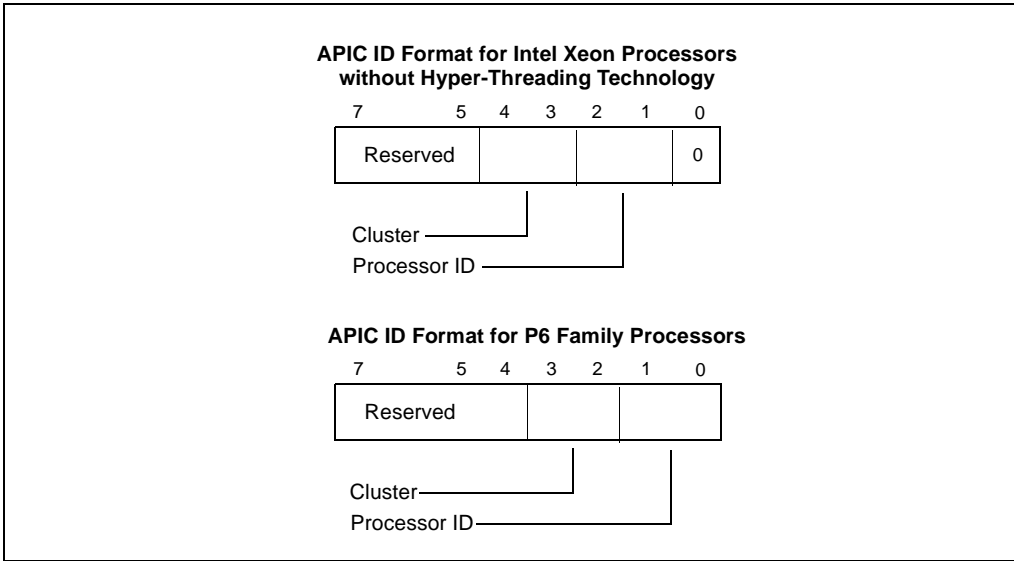 APIC ID Format for Intel Xeon Processors
without Hyper-Threading Technology
7 5 4 3 2 1 0
Reserved 0
Cluster
Processor ID
APIC ID Format for P6 Family Processors
7 5 4 3 2 1 0
Reserved
Cluster
Processor ID